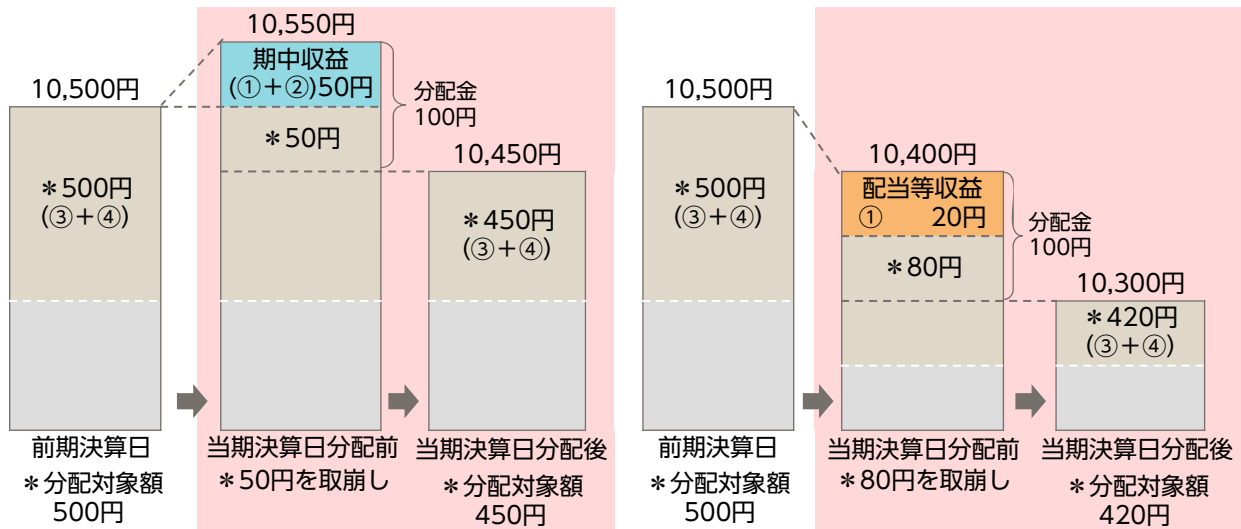 10,500円
＊500円
(③＋④)
前期決算日
＊分配対象額
500円
10,550円
期中収益
(①＋②)50円
＊50円
分配金
100円
当期決算日分配前
＊50円を取崩し
10,450円
＊450円
(③＋④)
当期決算日分配後
＊分配対象額
450円
10,500円
＊500円
(③＋④)
前期決算日
＊分配対象額
500円
10,400円
配当等収益
① 20円
＊80円
分配金
100円
当期決算日分配前
＊80円を取崩し
10,300円
＊420円
(③＋④)
当期決算日分配後
＊分配対象額
420円